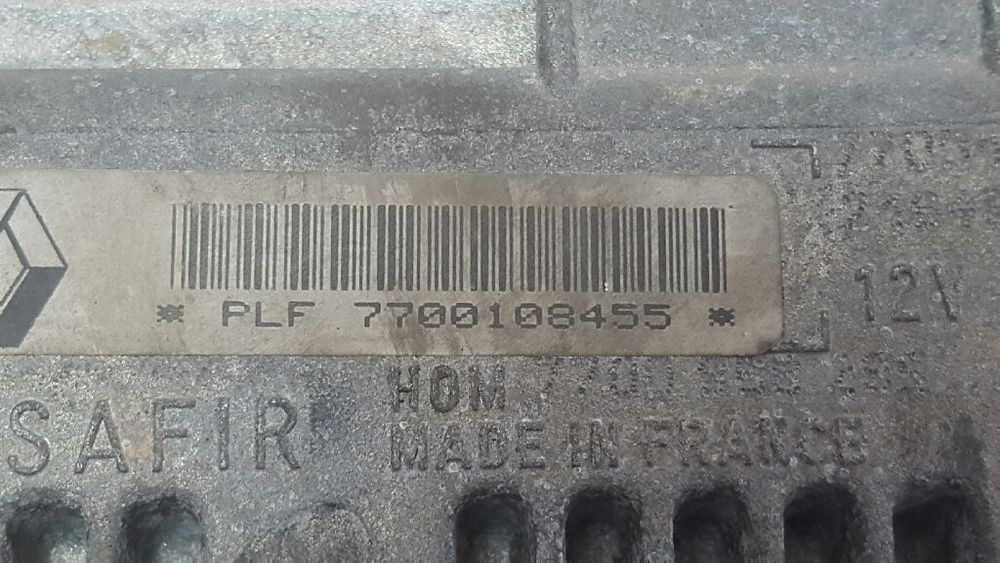 * PLF 7700108455 *
12V
HOM
SAFIR
MADE IN FRANCE